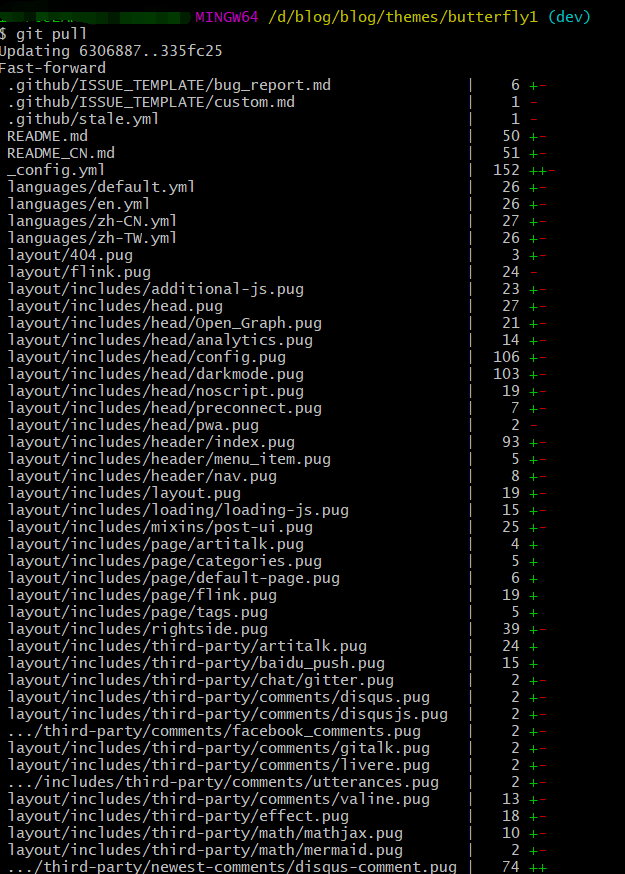 MINGW64 /d/blog/blog/themes/butterfly1 (dev)
$ git pull
Updating 6306887..335fc25
Fast-forward
.github/ISSUE_TEMPLATE/bug_report.md | 6 +-
.github/ISSUE_TEMPLATE/custom.md | 1 -
.github/stale.yml | 1 -
README.md | 50 +-
README_CN.md | 51 +-
_config.yml | 152 ++-
languages/default.yml | 26 +-
languages/en.yml | 26 +-
languages/zh-CN.yml | 27 +-
languages/zh-TW.yml | 26 +-
layout/404.pug | 3 +-
layout/flink.pug | 24 -
layout/includes/additional-js.pug | 23 +-
layout/includes/head.pug | 27 +-
layout/includes/head/Open_Graph.pug | 21 +-
layout/includes/head/analytics.pug | 14 +-
layout/includes/head/config.pug | 106 +-
layout/includes/head/darkmode.pug | 103 +-
layout/includes/head/noscript.pug | 19 +-
layout/includes/head/preconnect.pug | 7 +-
layout/includes/head/pwa.pug | 2 -
layout/includes/header/index.pug | 93 +-
layout/includes/header/menu_item.pug | 5 +-
layout/includes/header/nav.pug | 8 +-
layout/includes/layout.pug | 19 +-
layout/includes/loading/loading-js.pug | 15 +-
layout/includes/mixins/post-ui.pug | 25 +-
layout/includes/page/artitalk.pug | 4 +
layout/includes/page/categories.pug | 5 +
layout/includes/page/default-page.pug | 6 +
layout/includes/page/flink.pug | 19 +
layout/includes/page/tags.pug | 5 +
layout/includes/rightside.pug | 39 +-
layout/includes/third-party/artitalk.pug | 24 +
layout/includes/third-party/baidu_push.pug | 15 +
layout/includes/third-party/chat/gitter.pug | 2 +-
layout/includes/third-party/comments/disqus.pug | 2 +-
layout/includes/third-party/comments/disqusjs.pug | 2 +-
.../third-party/comments/facebook_comments.pug | 2 +-
layout/includes/third-party/comments/gitalk.pug | 2 +-
layout/includes/third-party/comments/livere.pug | 2 +-
.../includes/third-party/comments/utterances.pug | 2 +-
layout/includes/third-party/comments/valine.pug | 13 +-
layout/includes/third-party/effect.pug | 18 +-
layout/includes/third-party/math/mathjax.pug | 10 +-
layout/includes/third-party/math/mermaid.pug | 2 +-
.../third-party/newest-comments/disqus-comment.pug | 74 ++